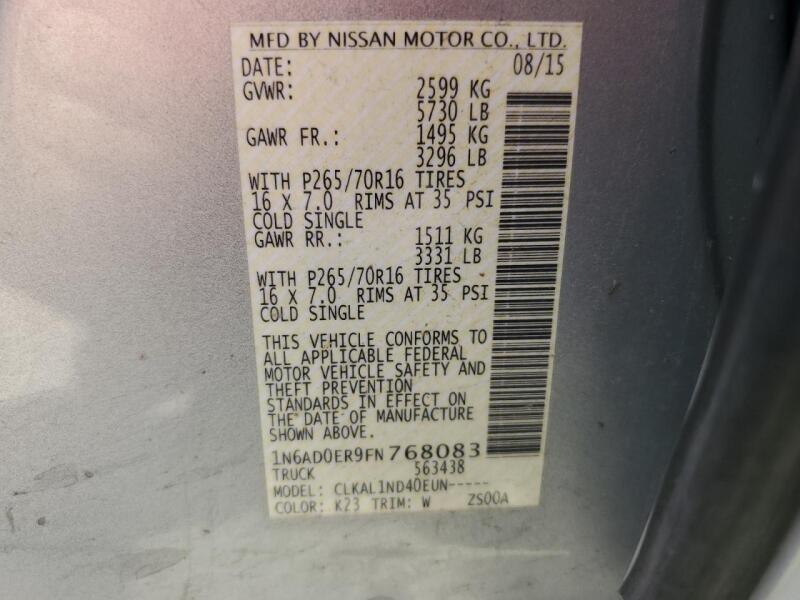 MFD BY NISSAN MOTOR CO., LTD.
DATE: 08/15
GVWR: 2599 KG
5730 LB
GAWR FR.: 1495 KG
3296 LB
WITH P265/70R16 TIRES
16 X 7.0 RIMS AT 35 PSI
COLD SINGLE
GAWR RR.: 1511 KG
3331 LB
WITH P265/70R16 TIRES
16 X 7.0 RIMS AT 35 PSI
COLD SINGLE
THIS VEHICLE CONFORMS TO
ALL APPLICABLE FEDERAL
MOTOR VEHICLE SAFETY AND
THEFT PREVENTION
STANDARDS IN EFFECT ON
THE DATE OF MANUFACTURE
SHOWN ABOVE.
1N6AD0ER9FN768083
TRUCK 563438
MODEL: CLKAL1ND40EUN-----
COLOR: K23 TRIM: W ZS00A